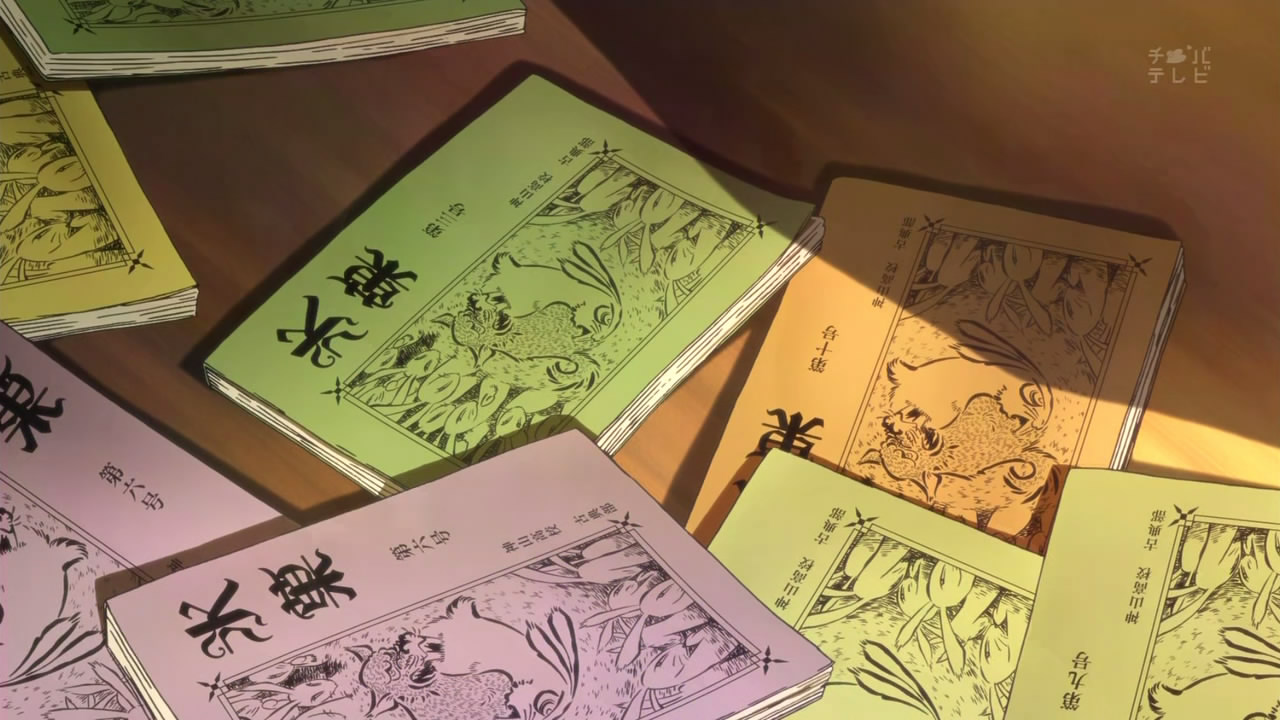 チバ
テレビ
氷菓
第三号
神山高校 古典部
菓
第十号
神山高校 古典部
菓
第六号
氷菓
第六号
神山高校 古典部
神山高校 古典部
第九号
神山高校 古典部